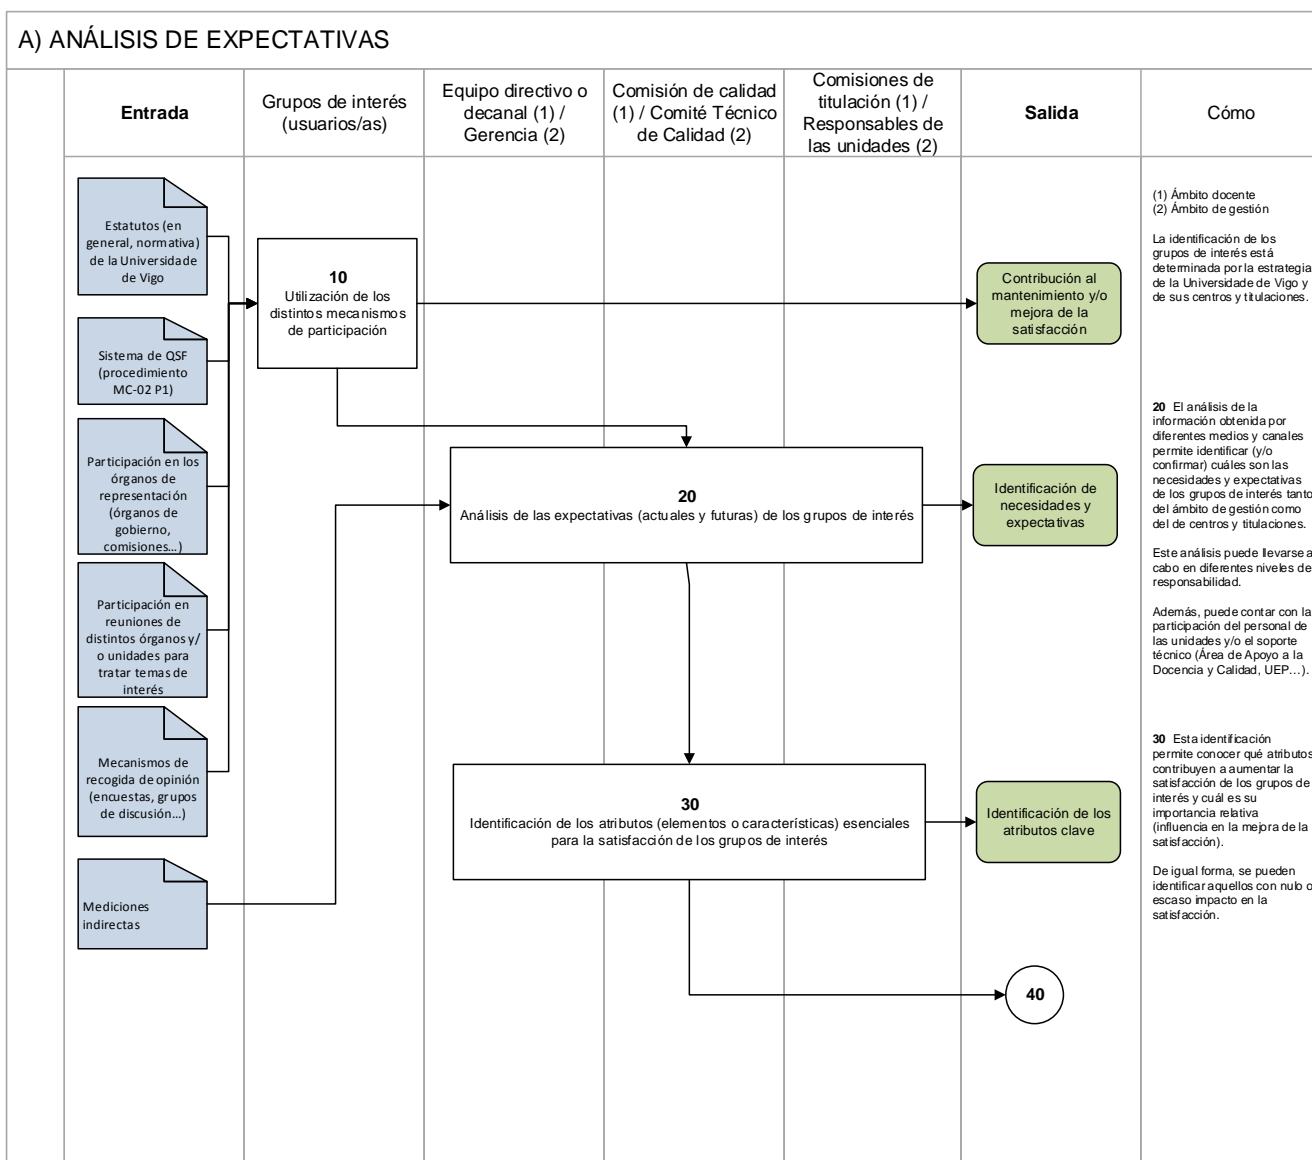 A) ANÁLISIS DE EXPECTATIVAS
Entrada
Grupos de interés
(usuarios/as)
Equipo directivo o
decanal (1) /
Gerencia (2)
Comisión de calidad
(1) / Comité Técnico
de Calidad (2)
Comisiones de
titulación (1) /
Responsables de
las unidades (2)
Salida
Cómo
Estatutos (en
general, normativa)
de la Universidade
de Vigo
Sistema de QSF
(procedimiento
MC-02 P1)
Participación en los
órganos de
representación
(órganos de
gobierno,
comisiones...)
Participación en
reuniones de
distintos órganos y/
o unidades para
tratar temas de
interés
Mecanismos de
recogida de opinión
(encuestas, grupos
de discusión...)
Mediciones
indirectas
10
Utilización de los
distintos mecanismos
de participación
20
Análisis de las expectativas (actuales y futuras) de los grupos de interés
30
Identificación de los atributos (elementos o características) esenciales
para la satisfacción de los grupos de interés
Contribución al
mantenimiento y/o
mejora de la
satisfacción
Identificación de
necesidades y
expectativas
Identificación de los
atributos clave
40
(1) Ámbito docente
(2) Ámbito de gestión
La identificación de los
grupos de interés está
determinada por la estrategia
de la Universidade de Vigo y
de sus centros y titulaciones.
20 El análisis de la
información obtenida por
diferentes medios y canales
permite identificar (y/o
confirmar) cuáles son las
necesidades y expectativas
de los grupos de interés tanto
del ámbito de gestión como
del de centros y titulaciones.
Este análisis puede llevarse a
cabo en diferentes niveles de
responsabilidad.
Además, puede contar con la
participación del personal de
las unidades y/o el soporte
técnico (Área de Apoyo a la
Docencia y Calidad, UEP...).
30 Esta identificación
permite conocer qué atributos
contribuyen a aumentar la
satisfacción de los grupos de
interés y cuál es su
importancia relativa
(influencia en la mejora de la
satisfacción).
De igual forma, se pueden
identificar aquellos con nulo o
escaso impacto en la
satisfacción.